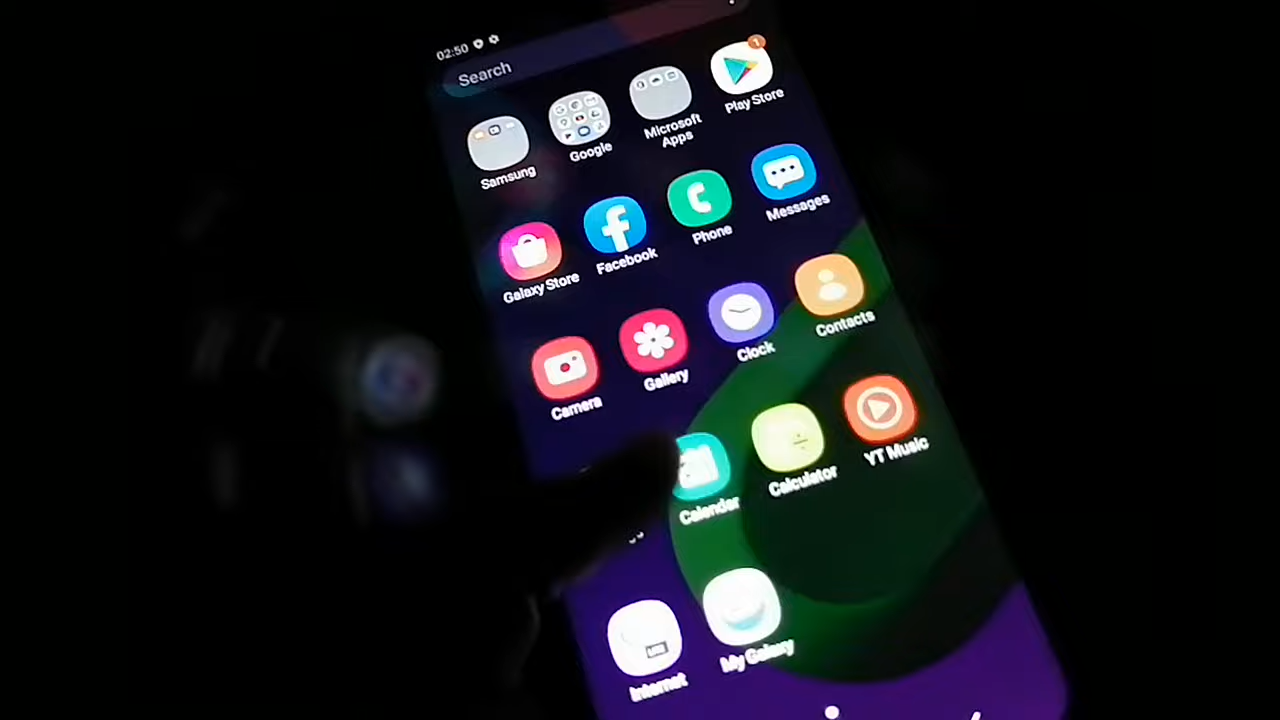 02:50
Search
Samsung
Google
Microsoft
Apps
Play Store
1
Galaxy Store
Facebook
Phone
Messages
Camera
Gallery
Clock
Contacts
Calendar
Calculator
YT Music
Internet
My Galaxy